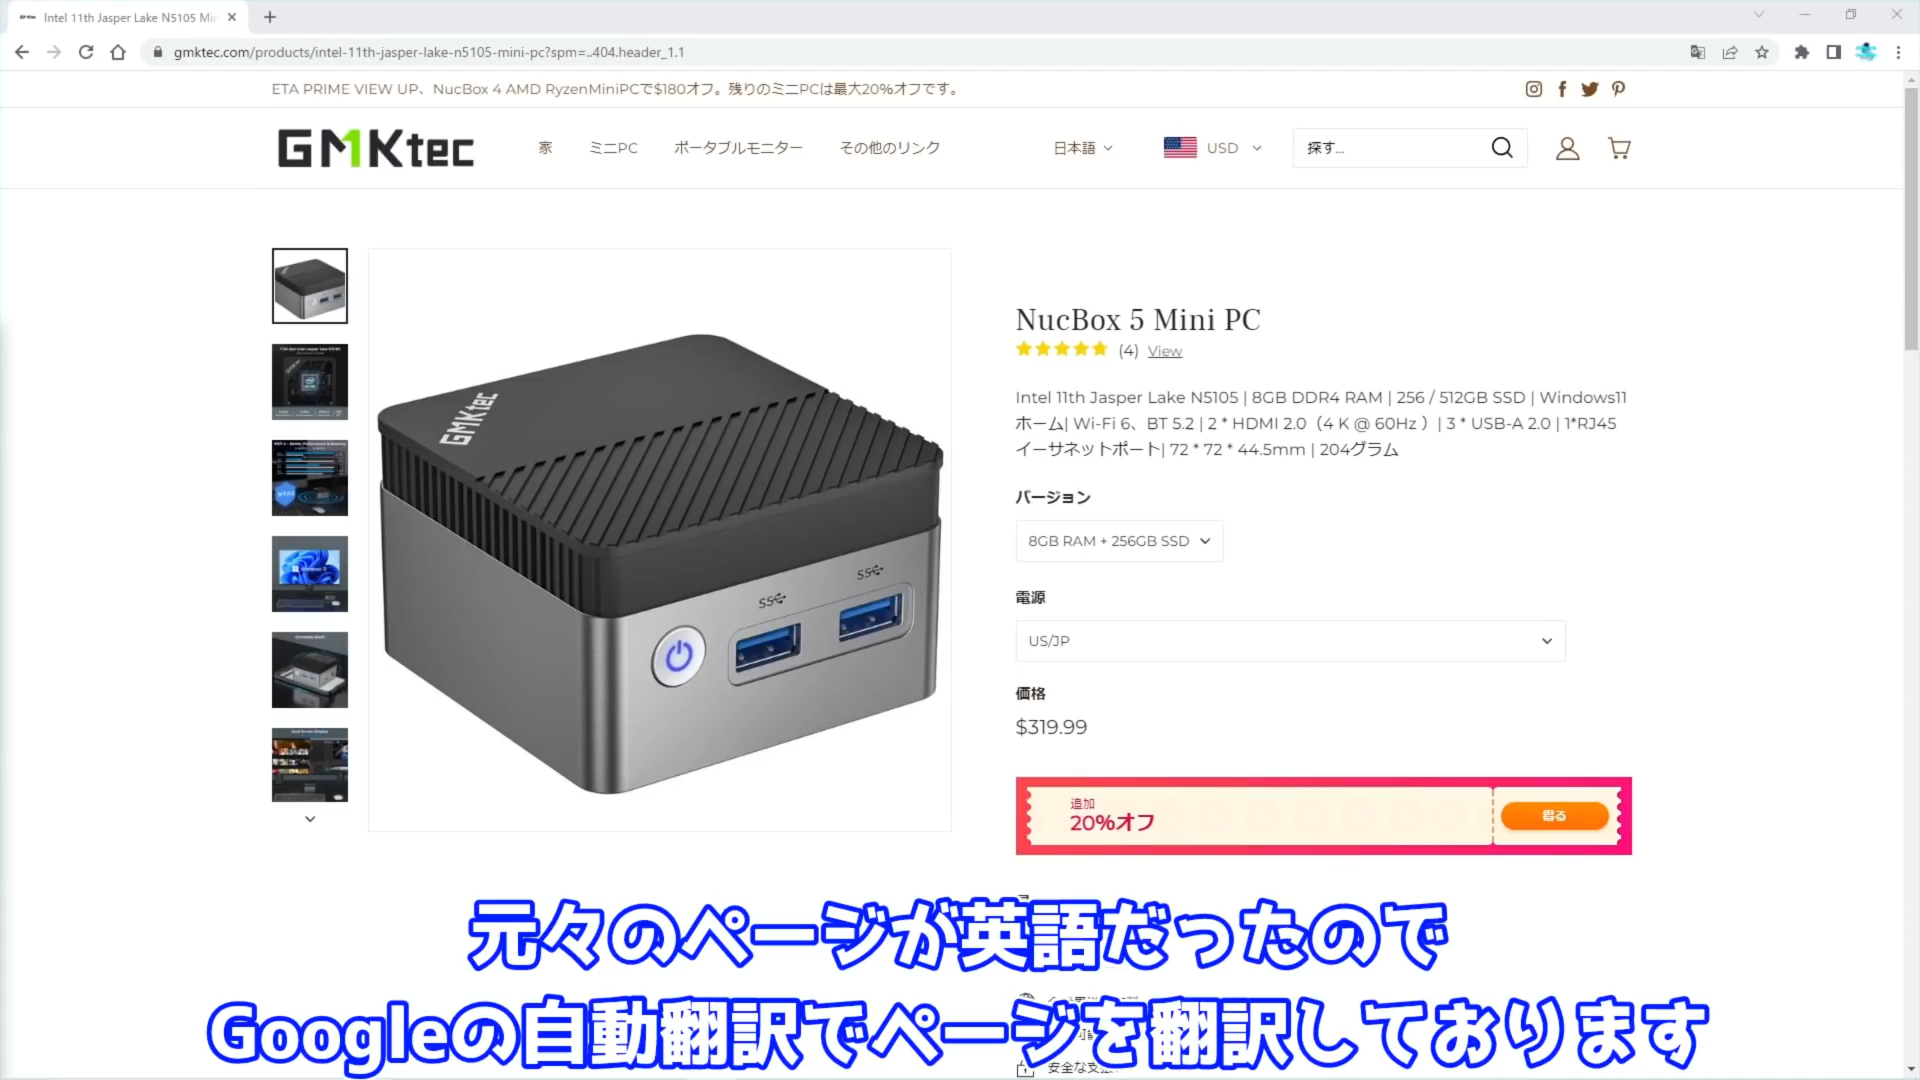 Intel 11th Jasper Lake N5105 Mi
gmktec.com/products/intel-11th-jasper-lake-n5105-mini-pc?spm=..404.header_1.1
ETA PRIME VIEW UP、NucBox 4 AMD RyzenMiniPCで$180オフ。残りのミニPCは最大20%オフです。
GMKtec
家
ミニPC
ポータブルモニター
その他のリンク
日本語
USD
探す...
GMKtec
SS
SS
NucBox 5 Mini PC
(4) View
Intel 11th Jasper Lake N5105 | 8GB DDR4 RAM | 256 / 512GB SSD | Windows11
ホーム| Wi-Fi 6、BT 5.2 | 2 * HDMI 2.0（4 K @ 60Hz ）| 3 * USB-A 2.0 | 1*RJ45
イーサネットポート| 72 * 72 * 44.5mm | 204グラム
バージョン
8GB RAM + 256GB SSD
電源
US/JP
価格
$319.99
追加
20%オフ
得る
元々のページが英語だったので
Googleの自動翻訳でページを翻訳しております
安全な支